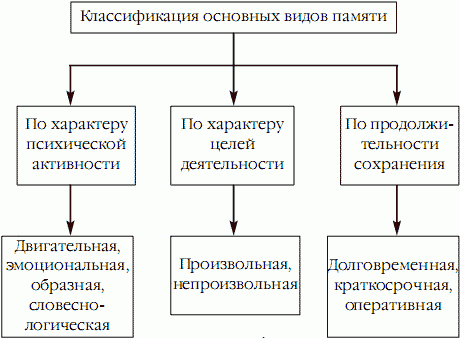 Классификация основных видов памяти
По характеру
психической
активности
По характеру
целей
деятельности
По продолжи-
тельности
сохранения
Двигательная,
эмоциональная,
образная,
словесно-
логическая
Произвольная,
непроизвольная
Долговременная,
краткосрочная,
оперативная